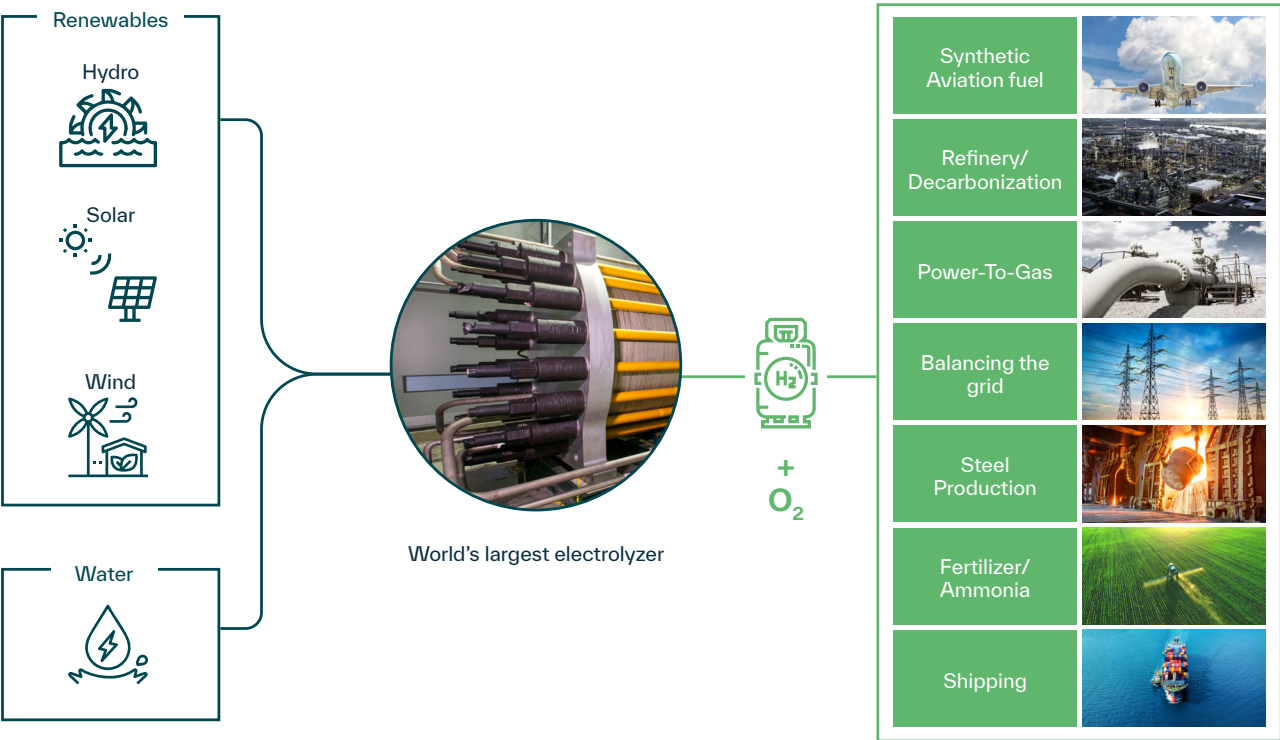 Renewables
Hydro
Solar
Wind
Water
World's largest electrolyzer
H₂
+
O₂
Synthetic
Aviation fuel
Refinery/
Decarbonization
Power-To-Gas
Balancing the
grid
Steel
Production
Fertilizer/
Ammonia
Shipping